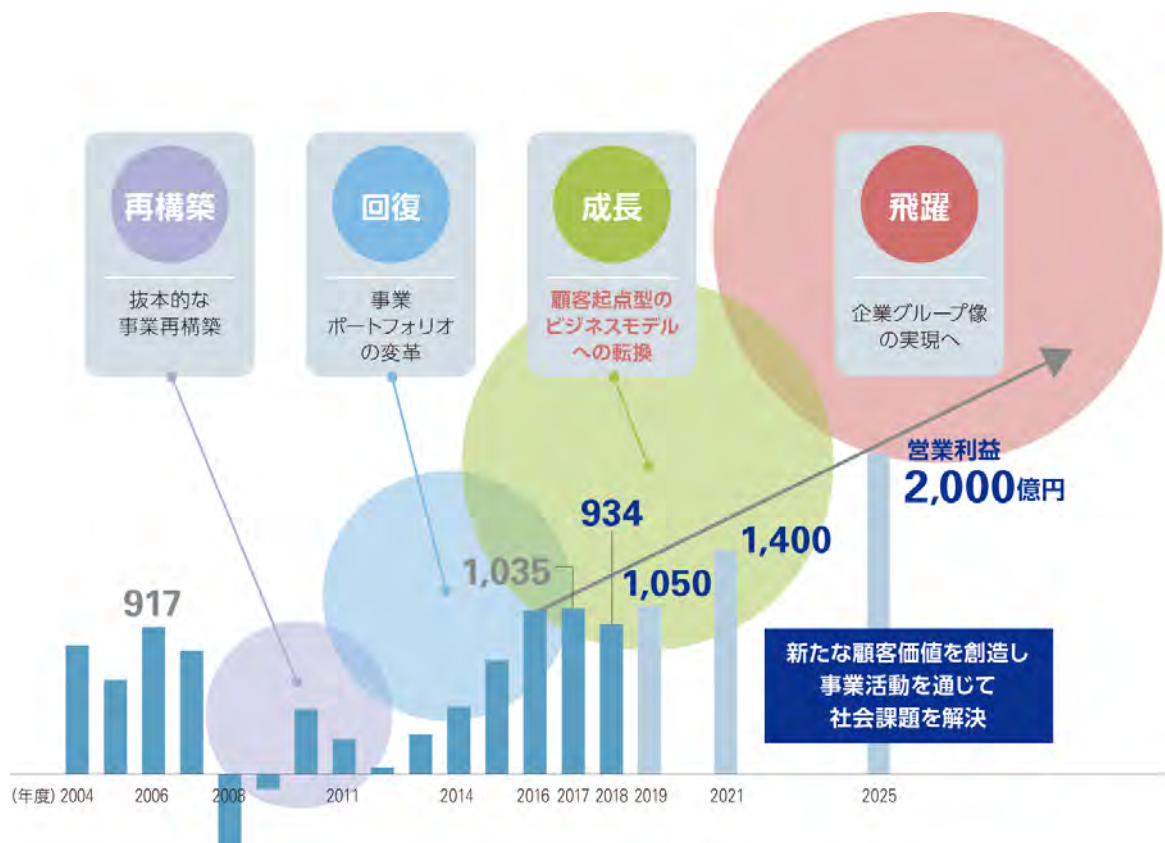 再構築
抜本的な
事業再構築
回復
事業
ポートフォリオ
の変革
成長
顧客起点型の
ビジネスモデル
への転換
飛躍
企業グループ像
の実現へ
営業利益
2,000億円
917
1,035
934
1,050
1,400
新たな顧客価値を創造し
事業活動を通じて
社会課題を解決
(年度) 2004 2006 2008 2011 2014 2016 2017 2018 2019 2021 2025